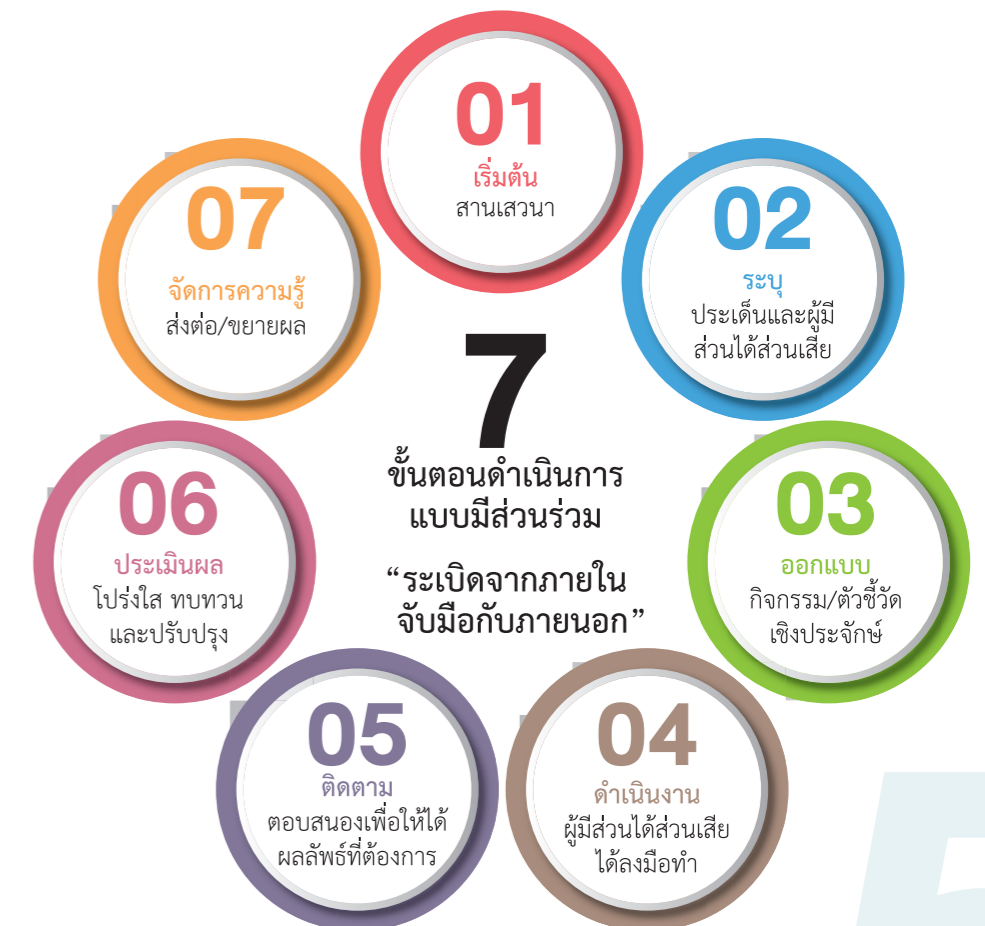 7
ขั้นตอนดำเนินการ
แบบมีส่วนร่วม
“ระเบิดจากภายใน
จับมือกับภายนอก”
01
เริ่มต้น
สานเสวนา
02
ระบุ
ประเด็นและผู้มี
ส่วนได้ส่วนเสีย
03
ออกแบบ
กิจกรรม/ตัวชี้วัด
เชิงประจักษ์
04
ดำเนินงาน
ผู้มีส่วนได้ส่วนเสีย
ได้ลงมือทำ
05
ติดตาม
ตอบสนองเพื่อให้ได้
ผลลัพธ์ที่ต้องการ
06
ประเมินผล
โปร่งใส ทบทวน
และปรับปรุง
07
จัดการความรู้
ส่งต่อ/ขยายผล